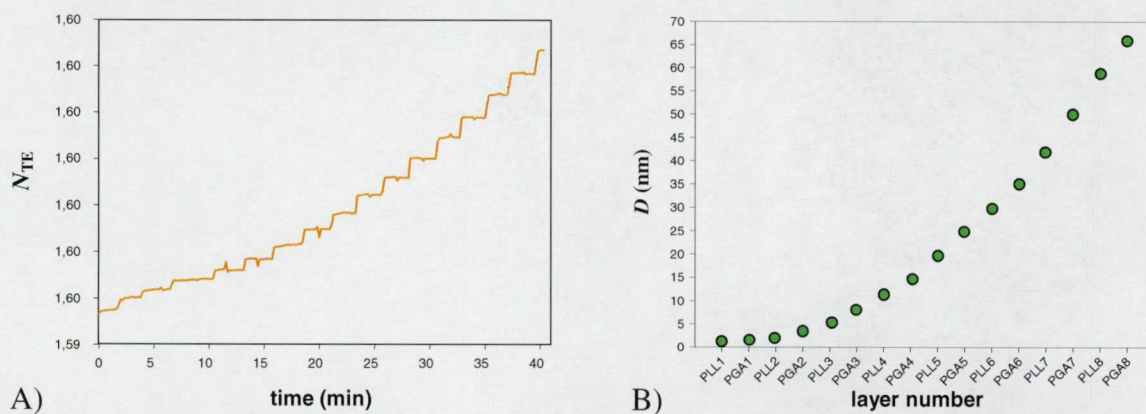 1,60
1,60
1,60
1,60
1,60
1,60
1,60
1,59
N_TE
0 5 10 15 20 25 30 35 40
time (min)
A)
70
65
60
55
50
45
40
35
30
25
20
15
10
5
0
D (nm)
PLL1 PGA1 PLL2 PGA2 PLL3 PGA3 PLL4 PGA4 PLL5 PGA5 PLL6 PGA6 PLL7 PGA7 PLL8 PGA8
layer number
B)